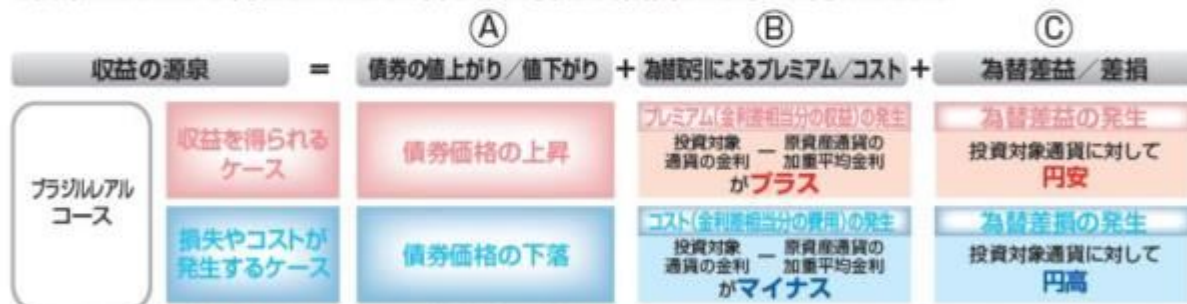 Ⓐ Ⓑ Ⓒ
収益の源泉 = 債券の値上がり/値下がり + 為替取引によるプレミアム/コスト + 為替差益/差損
ブラジルレアル
コース
収益を得られる
ケース
債券価格の上昇
プレミアム(金利差相当分の収益)の発生
投資対象
通貨の金利 ー 原資産通貨の
加重平均金利
がプラス
為替差益の発生
投資対象通貨に対して
円安
損失やコストが
発生するケース
債券価格の下落
コスト(金利差相当分の費用)の発生
投資対象
通貨の金利 ー 原資産通貨の
加重平均金利
がマイナス
為替差損の発生
投資対象通貨に対して
円高